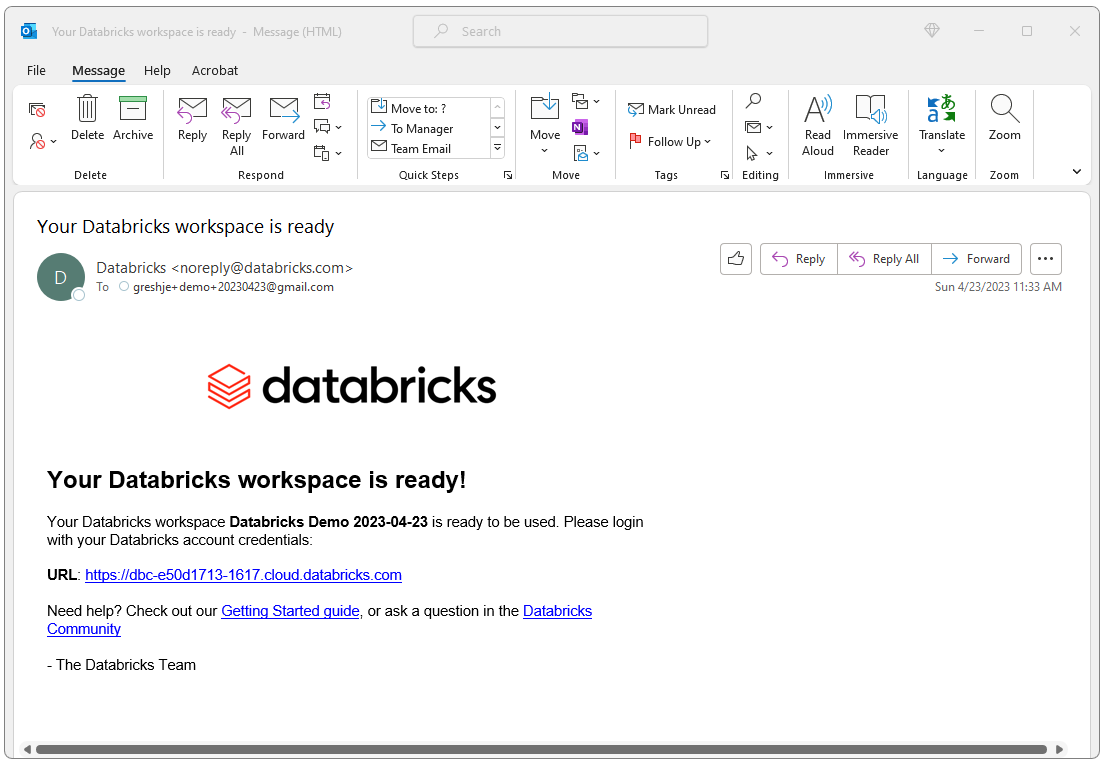 Your Databricks workspace is ready - Message (HTML)
Search
File Message Help Acrobat
Delete Archive
Reply Reply All Forward
Move to: ?
To Manager
Team Email
Move
Mark Unread
Follow Up
Read Aloud Immersive Reader
Translate
Zoom
Delete Respond Quick Steps Move Tags Editing Immersive Language Zoom
Your Databricks workspace is ready
D
Databricks <noreply@databricks.com>
To greshje+demo+20230423@gmail.com
Reply Reply All Forward
Sun 4/23/2023 11:33 AM
databricks
Your Databricks workspace is ready!
Your Databricks workspace Databricks Demo 2023-04-23 is ready to be used. Please login
with your Databricks account credentials:
URL: https://dbc-e50d1713-1617.cloud.databricks.com
Need help? Check out our Getting Started guide, or ask a question in the Databricks
Community
- The Databricks Team